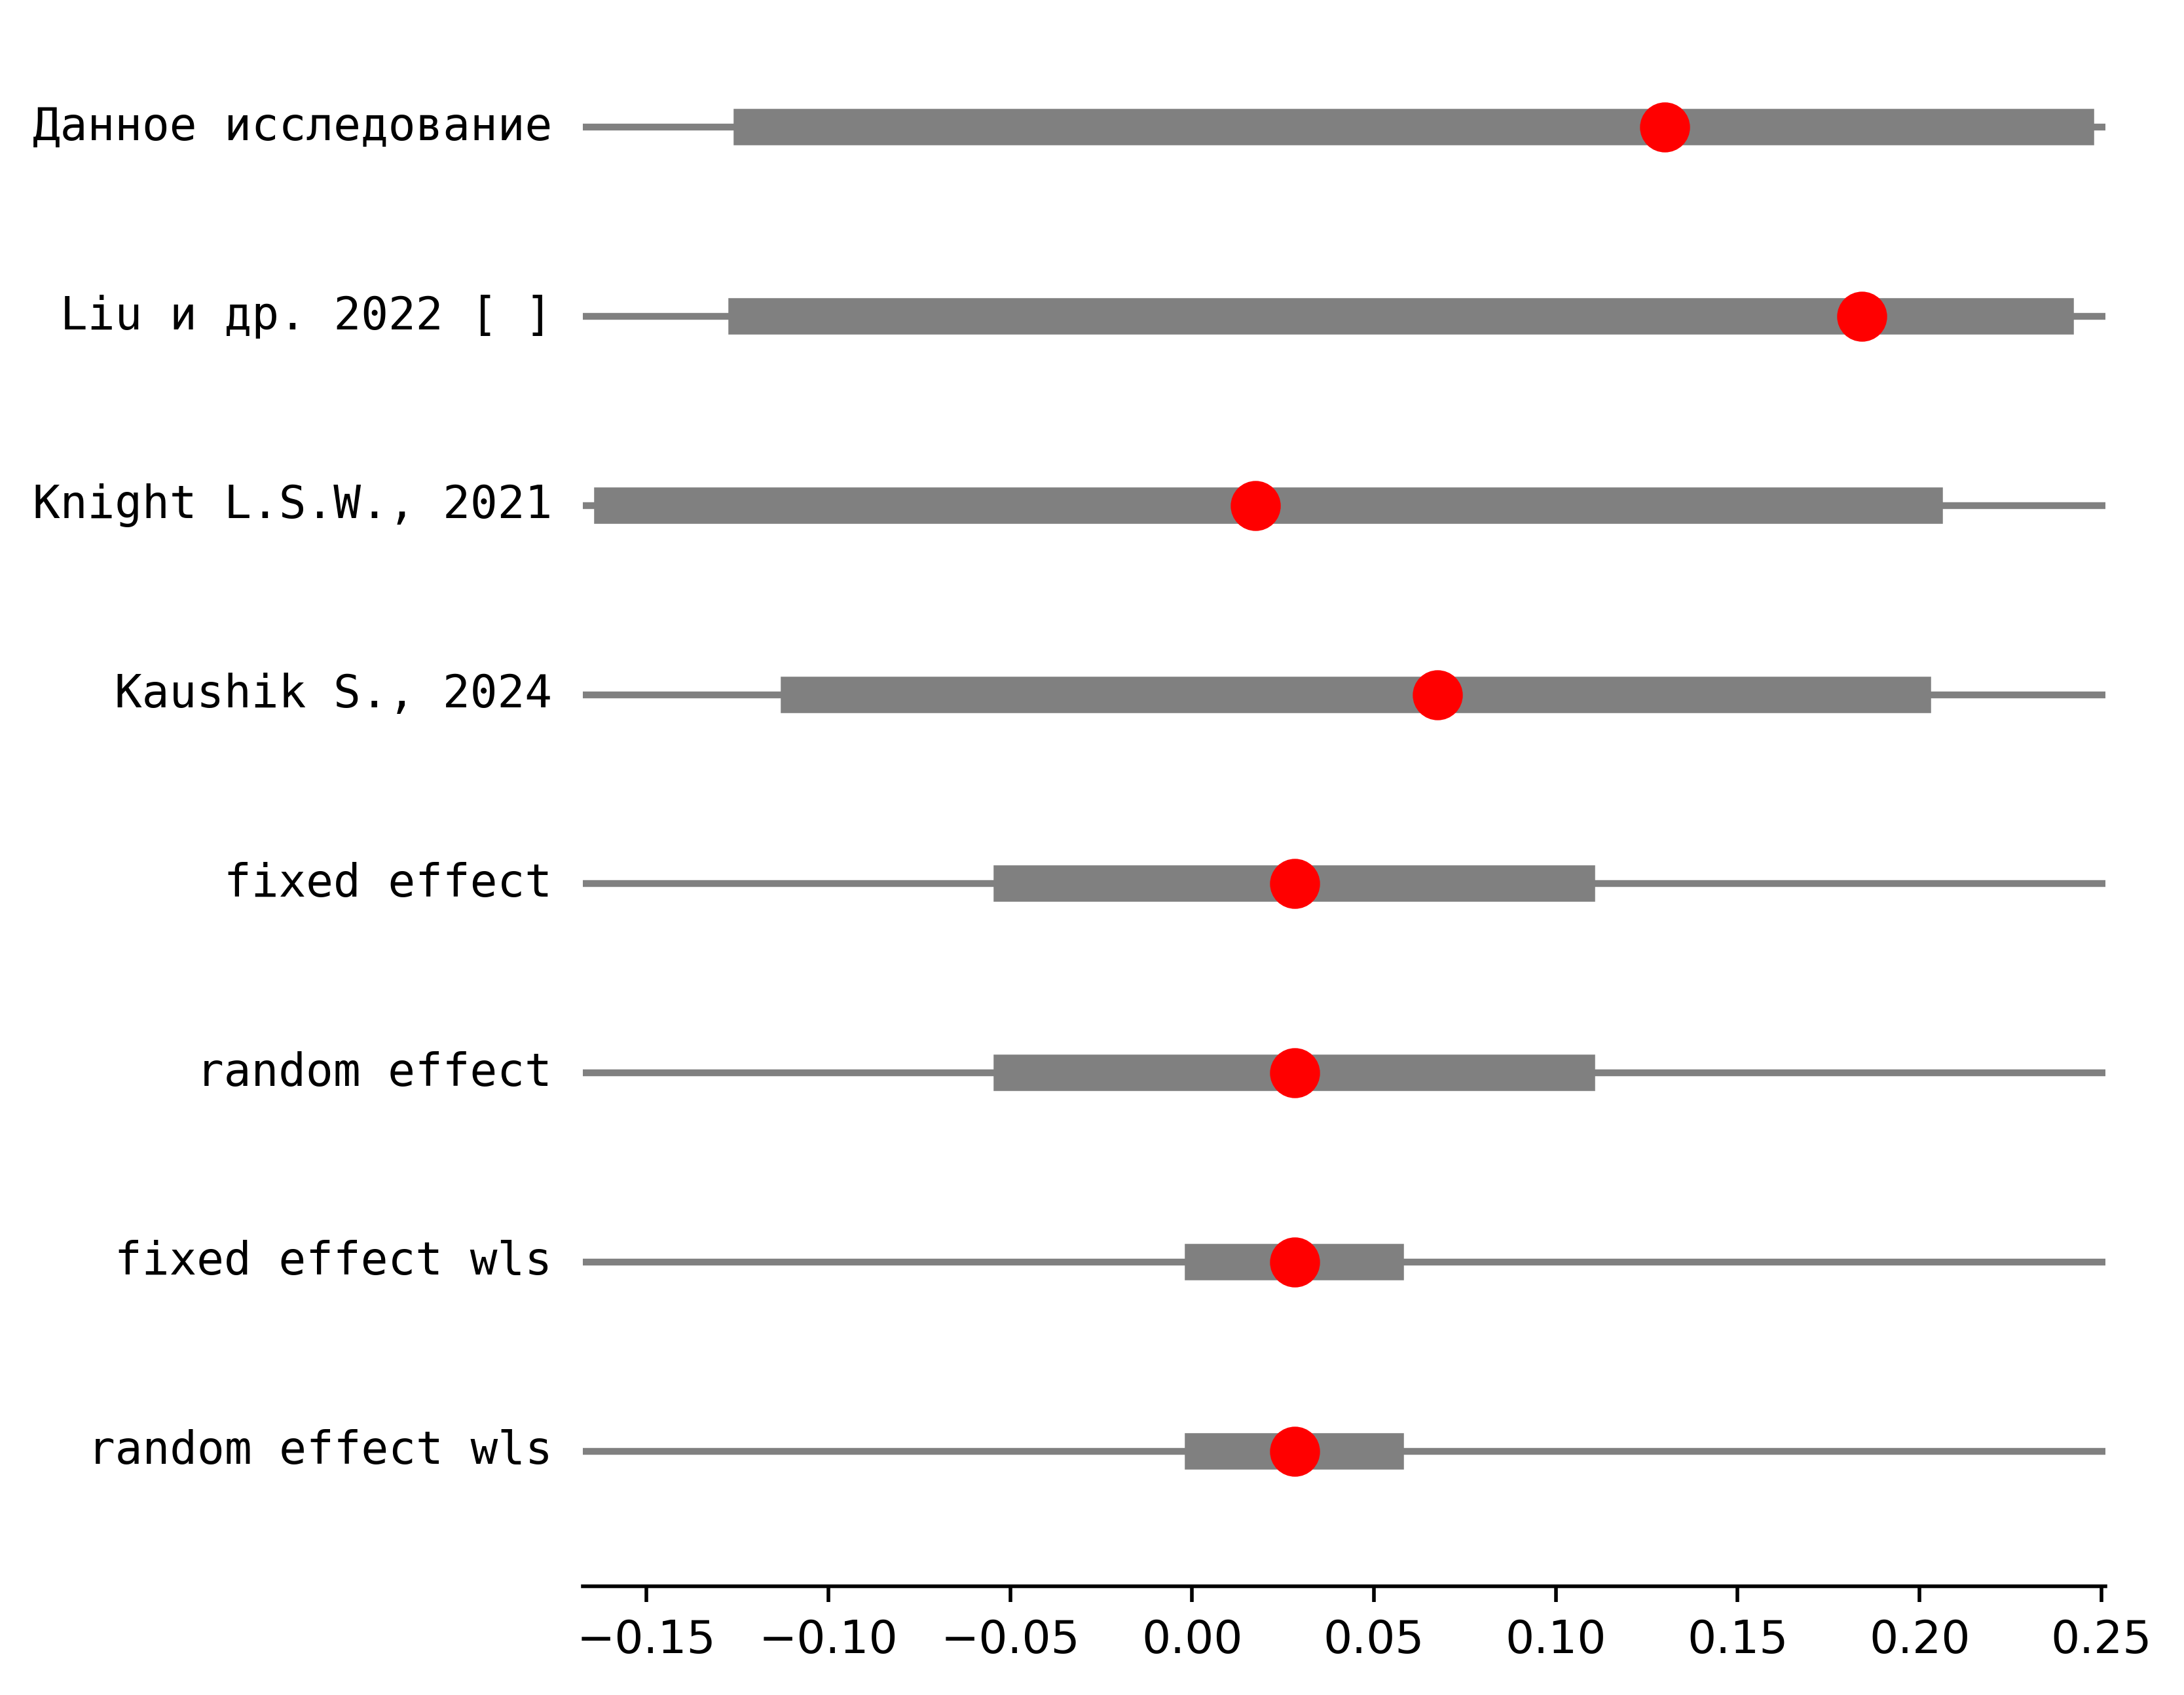 Данное исследование
Liu и др. 2022 [ ]
Knight L.S.W., 2021
Kaushik S., 2024
fixed effect
random effect
fixed effect wls
random effect wls
−0.15 −0.10 −0.05 0.00 0.05 0.10 0.15 0.20 0.25